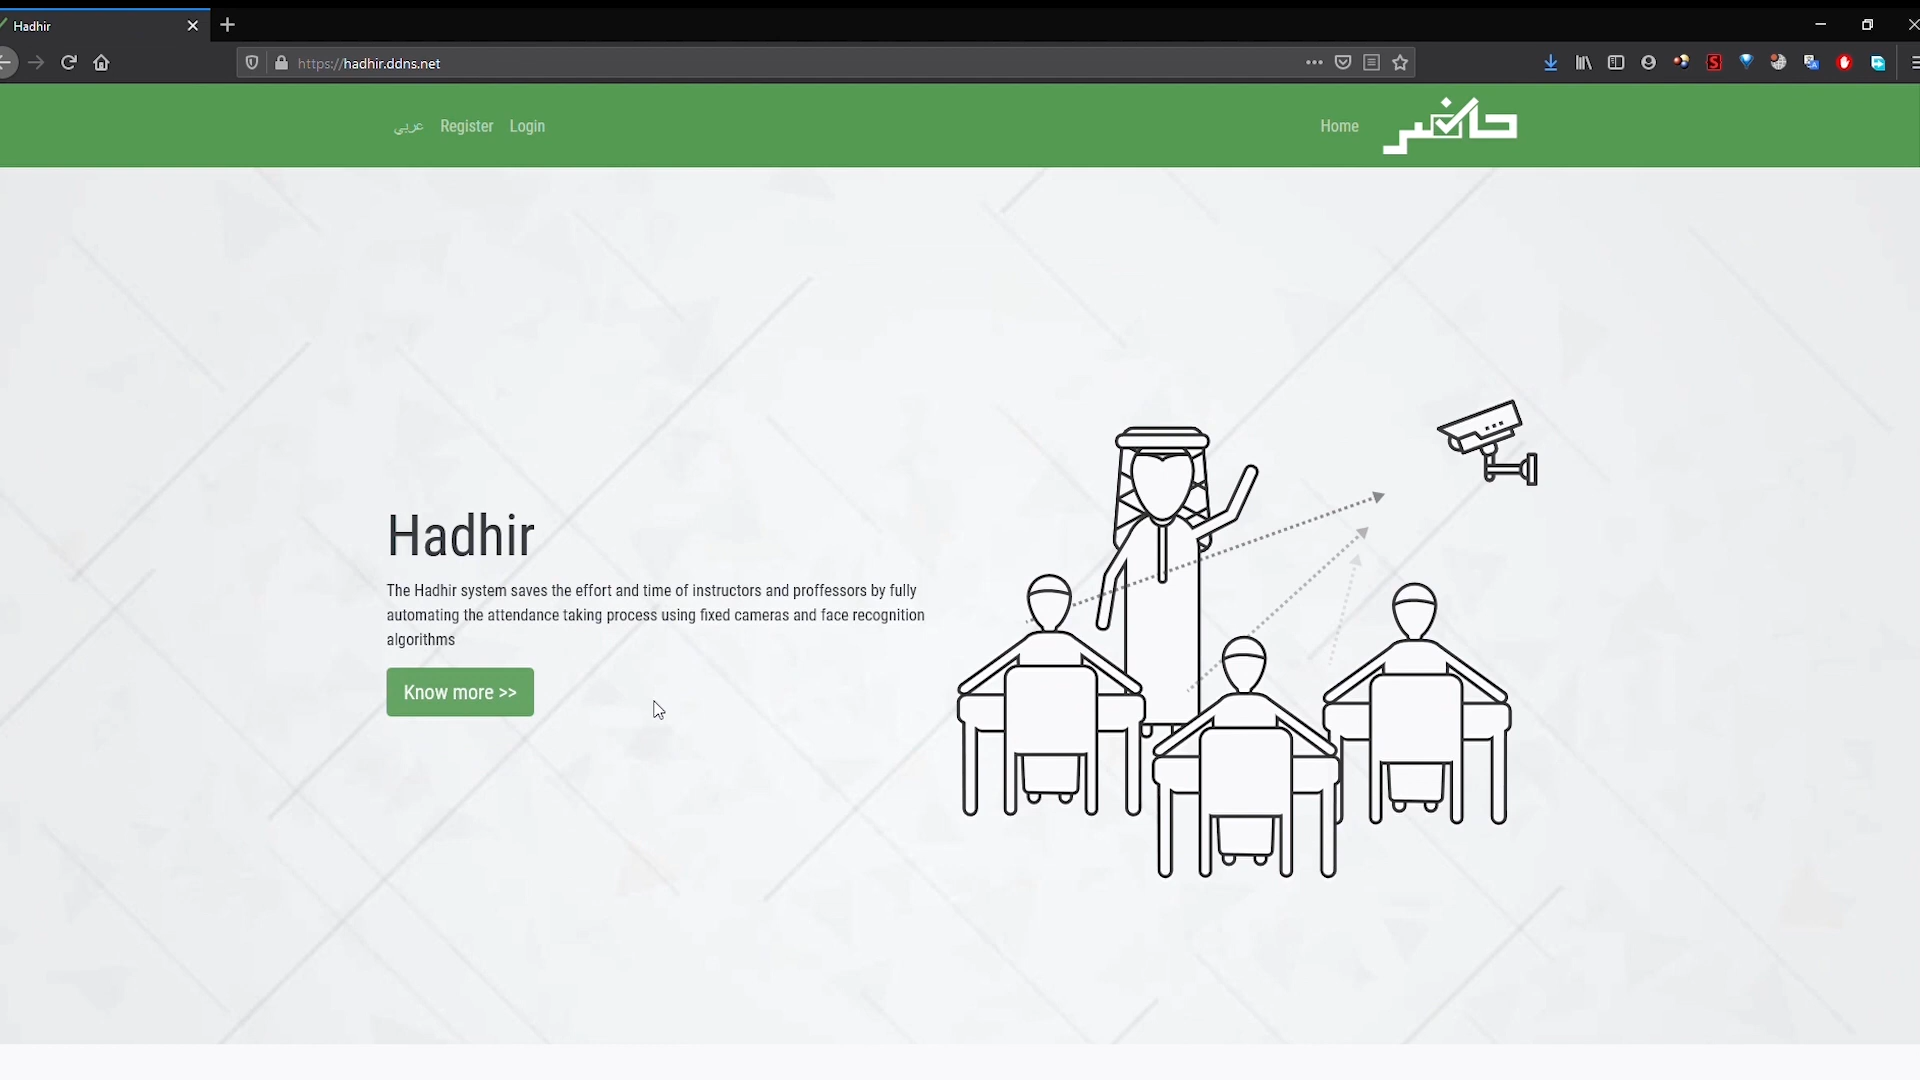 Hadhir
https://hadhir.ddns.net
عربي Register Login
Home
حاضر
Hadhir
The Hadhir system saves the effort and time of instructors and proffessors by fully
automating the attendance taking process using fixed cameras and face recognition
algorithms
Know more >>